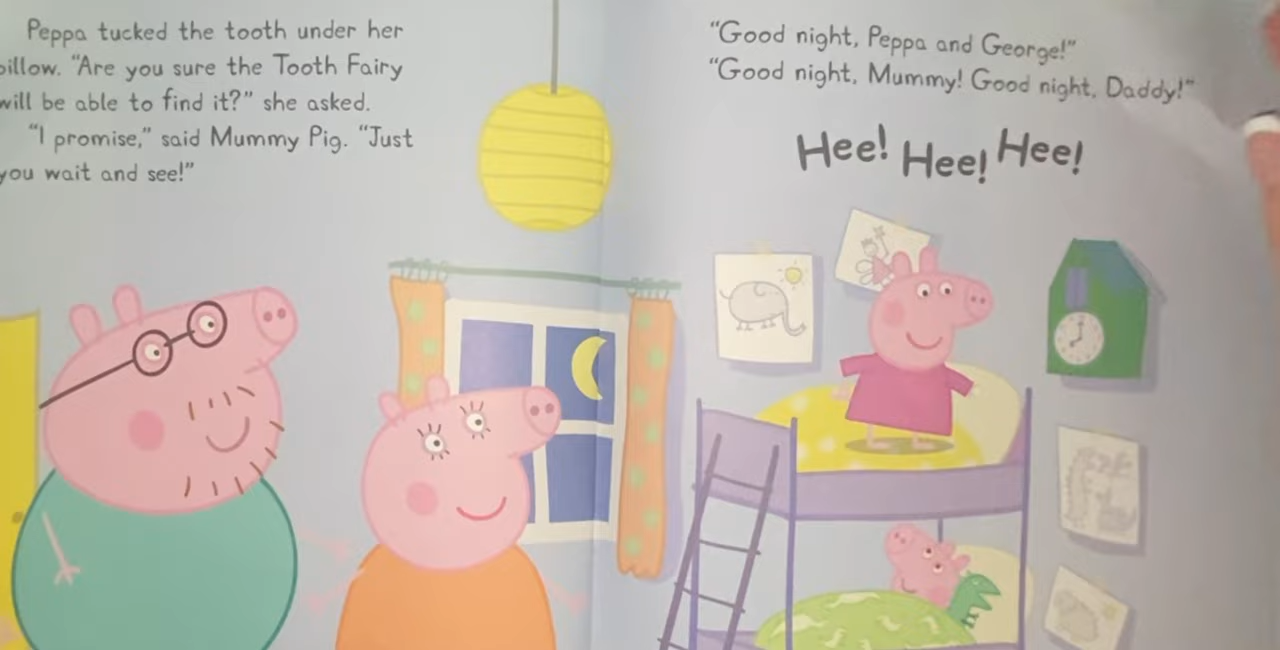 Peppa tucked the tooth under her
pillow. "Are you sure the Tooth Fairy
will be able to find it?" she asked.
"I promise," said Mummy Pig. "Just
you wait and see!"
"Good night, Peppa and George!"
"Good night, Mummy! Good night, Daddy!"
Hee! Hee! Hee!